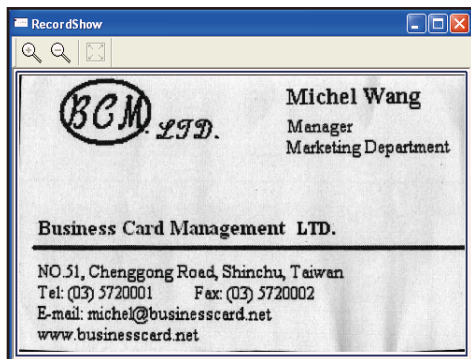 RecordShow
BCM LTD.
Michel Wang
Manager
Marketing Department
Business Card Management LTD.
NO.51, Chenggong Road, Shinchu, Taiwan
Tel: (03) 5720001 Fax: (03) 5720002
E-mail: michel@businesscard.net
www.businesscard.net